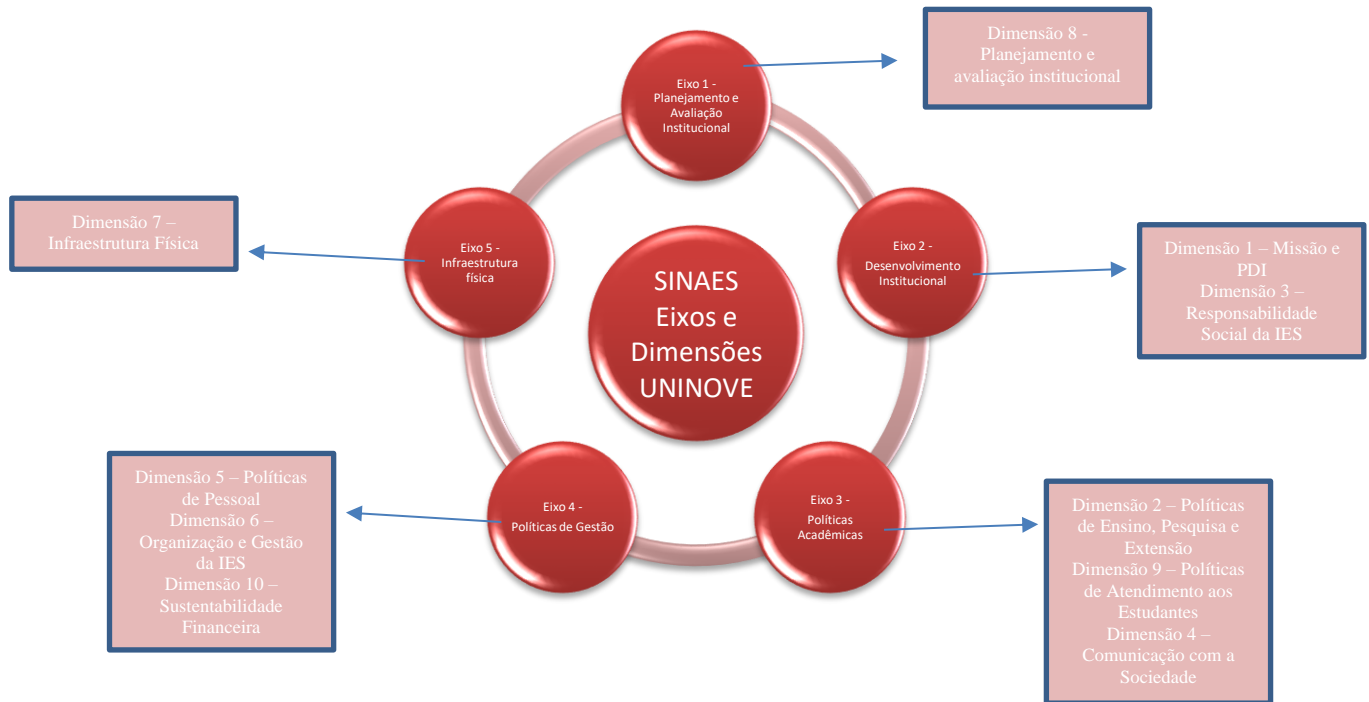 Eixo 1 -
Planejamento e
Avaliação
Institucional
Dimensão 8 -
Planejamento e
avaliação institucional
Eixo 2 -
Desenvolvimento
Institucional
Dimensão 1 – Missão e
PDI
Dimensão 3 –
Responsabilidade
Social da IES
Eixo 3 -
Políticas
Acadêmicas
Dimensão 2 – Políticas
de Ensino, Pesquisa e
Extensão
Dimensão 9 – Políticas
de Atendimento aos
Estudantes
Dimensão 4 –
Comunicação com a
Sociedade
Eixo 4 -
Políticas de Gestão
Dimensão 5 – Políticas
de Pessoal
Dimensão 6 –
Organização e Gestão
da IES
Dimensão 10 –
Sustentabilidade
Financeira
Eixo 5 -
Infraestrutura
física
Dimensão 7 –
Infraestrutura Física
SINAES
Eixos e
Dimensões
UNINOVE